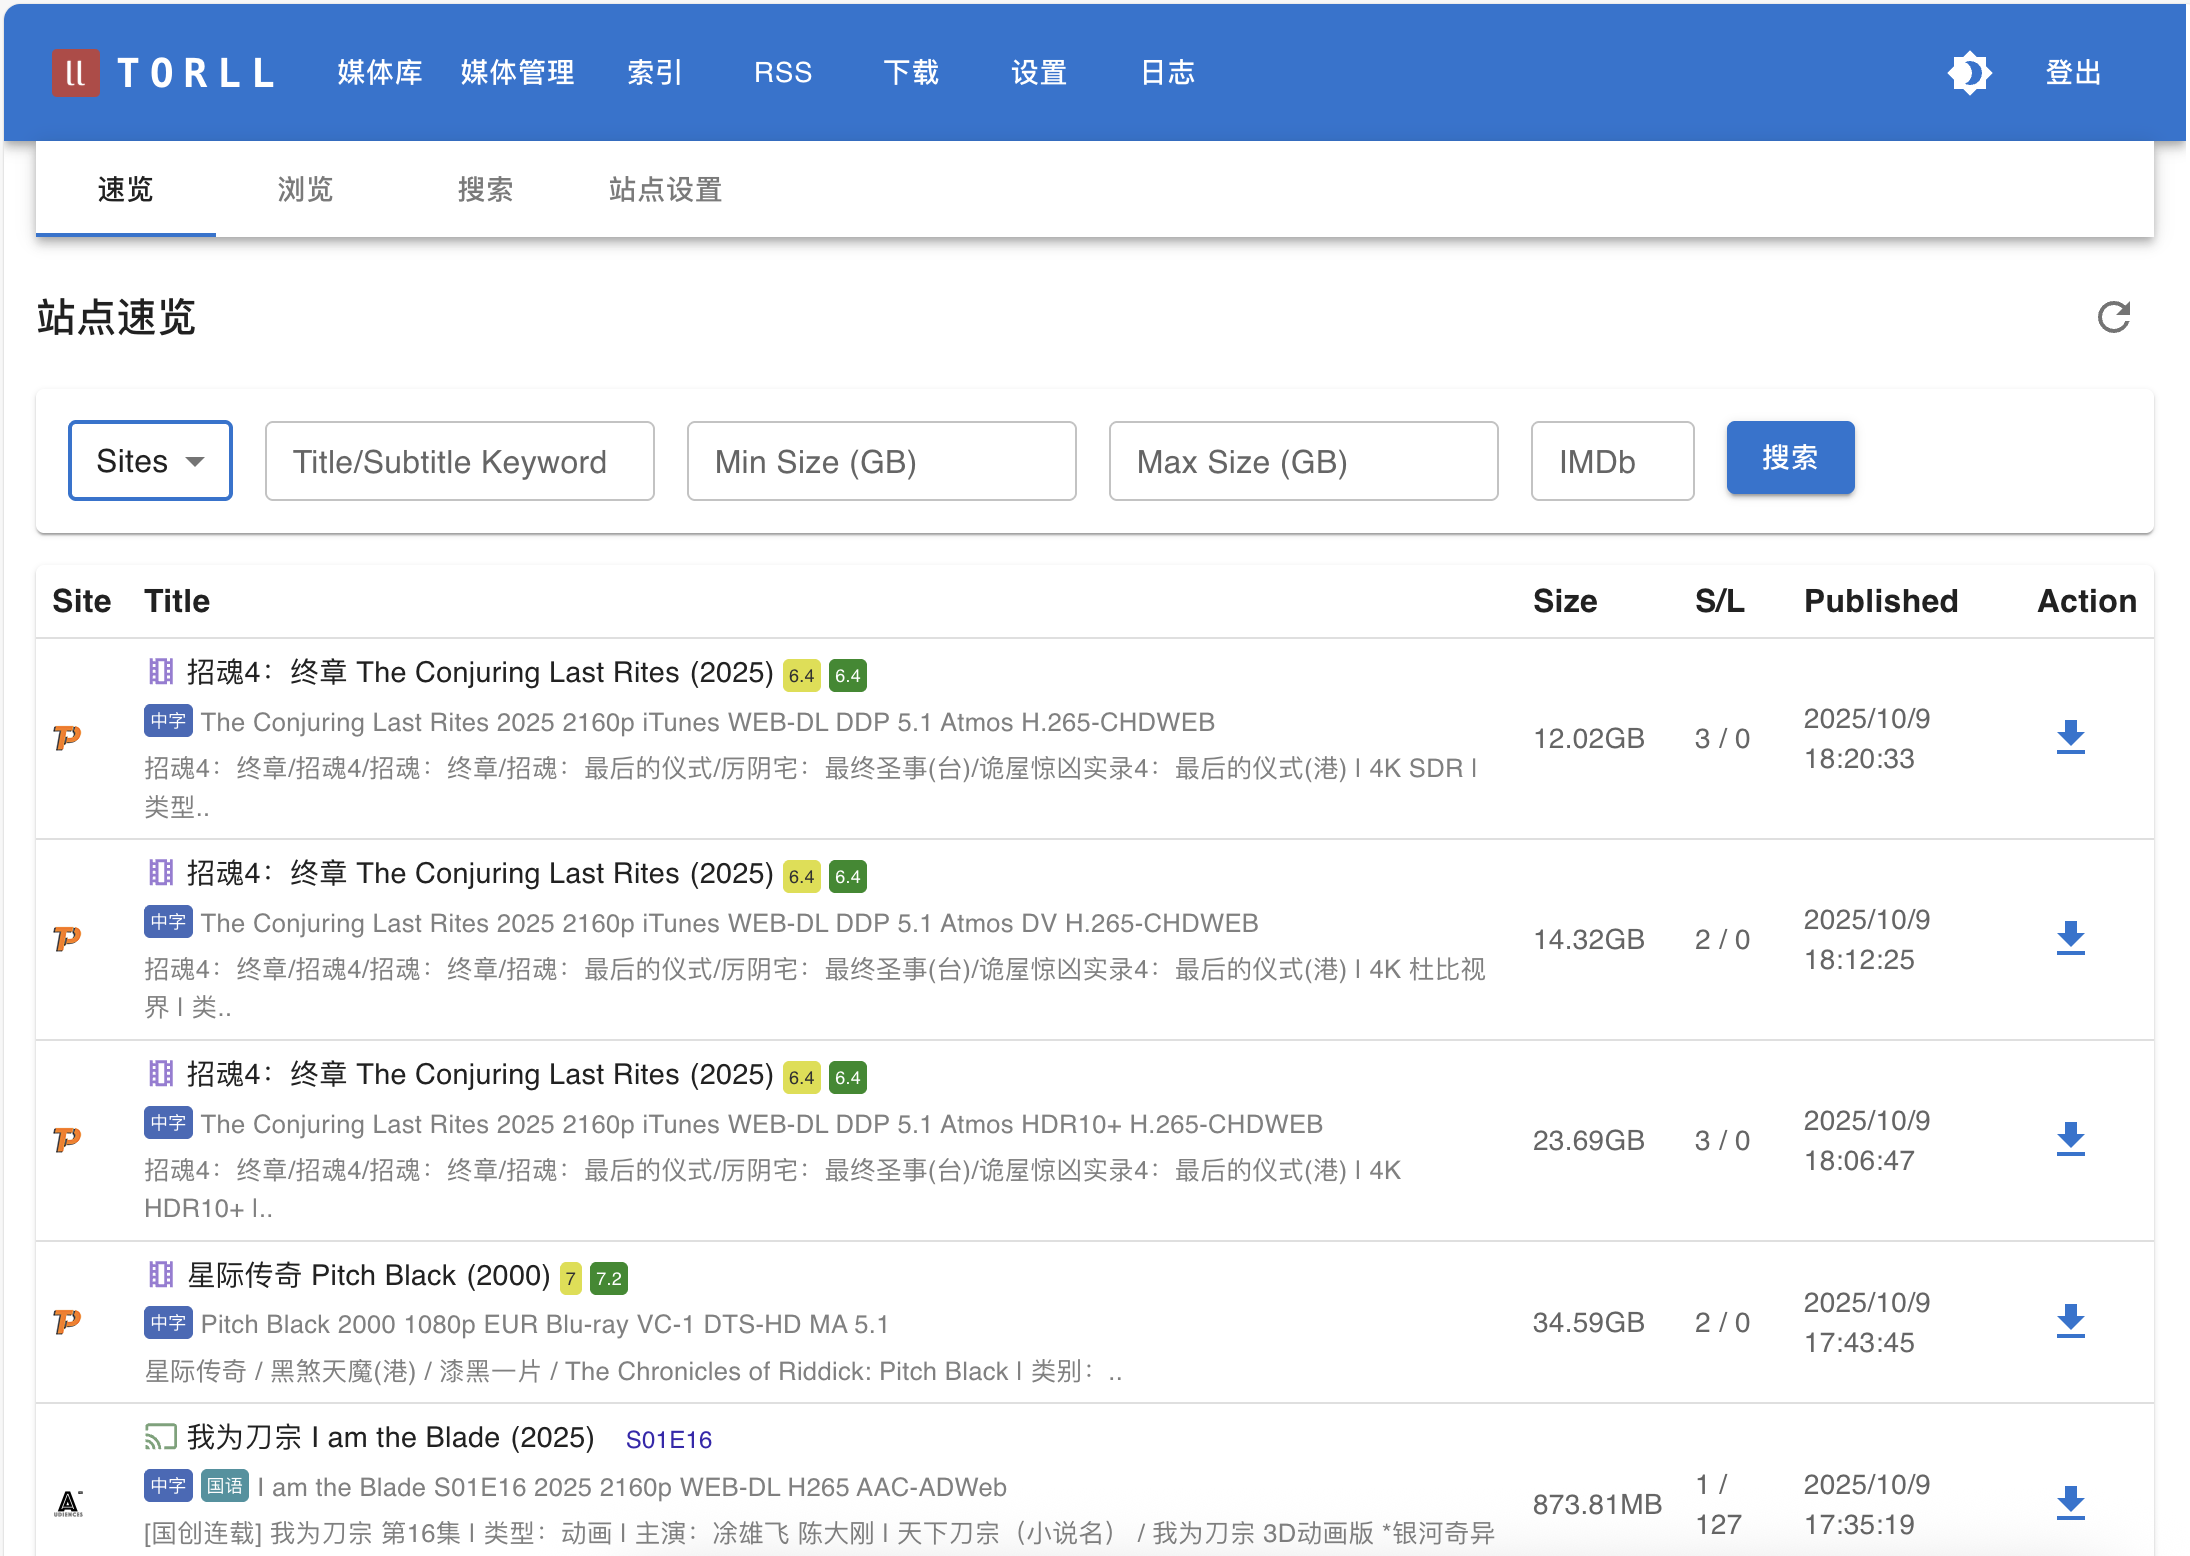 ll TORLL 媒体库 媒体管理 索引 RSS 下载 设置 日志 登出
速览 浏览 搜索 站点设置
站点速览
Sites Title/Subtitle Keyword Min Size (GB) Max Size (GB) IMDb 搜索
Site Title Size S/L Published Action
招魂4：终章 The Conjuring Last Rites (2025) 6.4 6.4
中字 The Conjuring Last Rites 2025 2160p iTunes WEB-DL DDP 5.1 Atmos H.265-CHDWEB
招魂4：终章/招魂4/招魂：终章/招魂：最后的仪式/厉阴宅：最终圣事(台)/诡屋惊凶实录4：最后的仪式(港) | 4K SDR |
类型..
TP
12.02GB 3 / 0
2025/10/9
18:20:33
招魂4：终章 The Conjuring Last Rites (2025) 6.4 6.4
中字 The Conjuring Last Rites 2025 2160p iTunes WEB-DL DDP 5.1 Atmos DV H.265-CHDWEB
招魂4：终章/招魂4/招魂：终章/招魂：最后的仪式/厉阴宅：最终圣事(台)/诡屋惊凶实录4：最后的仪式(港) | 4K 杜比视
界 | 类..
TP
14.32GB 2 / 0
2025/10/9
18:12:25
招魂4：终章 The Conjuring Last Rites (2025) 6.4 6.4
中字 The Conjuring Last Rites 2025 2160p iTunes WEB-DL DDP 5.1 Atmos HDR10+ H.265-CHDWEB
招魂4：终章/招魂4/招魂：终章/招魂：最后的仪式/厉阴宅：最终圣事(台)/诡屋惊凶实录4：最后的仪式(港) | 4K
HDR10+ |..
TP
23.69GB 3 / 0
2025/10/9
18:06:47
星际传奇 Pitch Black (2000) 7 7.2
中字 Pitch Black 2000 1080p EUR Blu-ray VC-1 DTS-HD MA 5.1
星际传奇 / 黑煞天魔(港) / 漆黑一片 / The Chronicles of Riddick: Pitch Black | 类别：..
TP
34.59GB 2 / 0
2025/10/9
17:43:45
我为刀宗 I am the Blade (2025) S01E16
中字 国语 I am the Blade S01E16 2025 2160p WEB-DL H265 AAC-ADWeb
[国创连载] 我为刀宗 第16集 | 类型：动画 | 主演：凃雄飞 陈大刚 | 天下刀宗（小说名） / 我为刀宗 3D动画版 *银河奇异
A
UDIENCES
873.81MB
1 /
127
2025/10/9
17:35:19